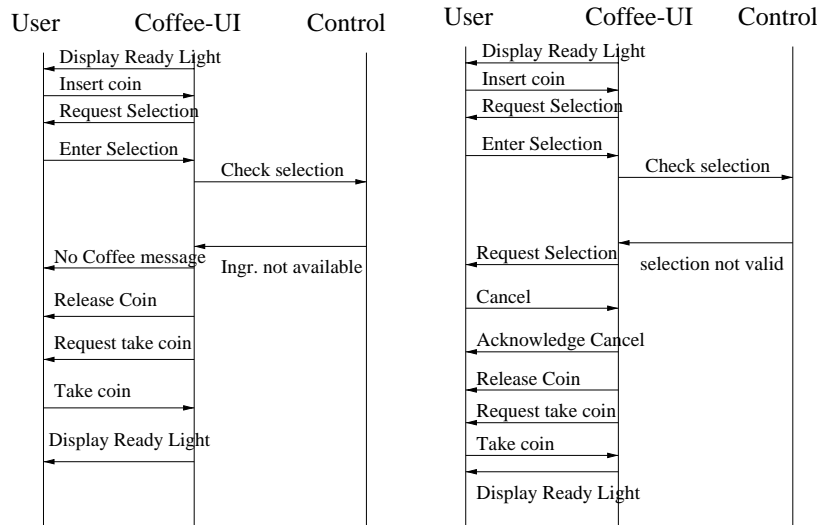 User Coffee-UI Control
Display Ready Light
Insert coin
Request Selection
Enter Selection
Check selection
No Coffee message
Ingr. not available
Release Coin
Request take coin
Take coin
Display Ready Light
User Coffee-UI Control
Display Ready Light
Insert coin
Request Selection
Enter Selection
Check selection
Request Selection
selection not valid
Cancel
Acknowledge Cancel
Release Coin
Request take coin
Take coin
Display Ready Light